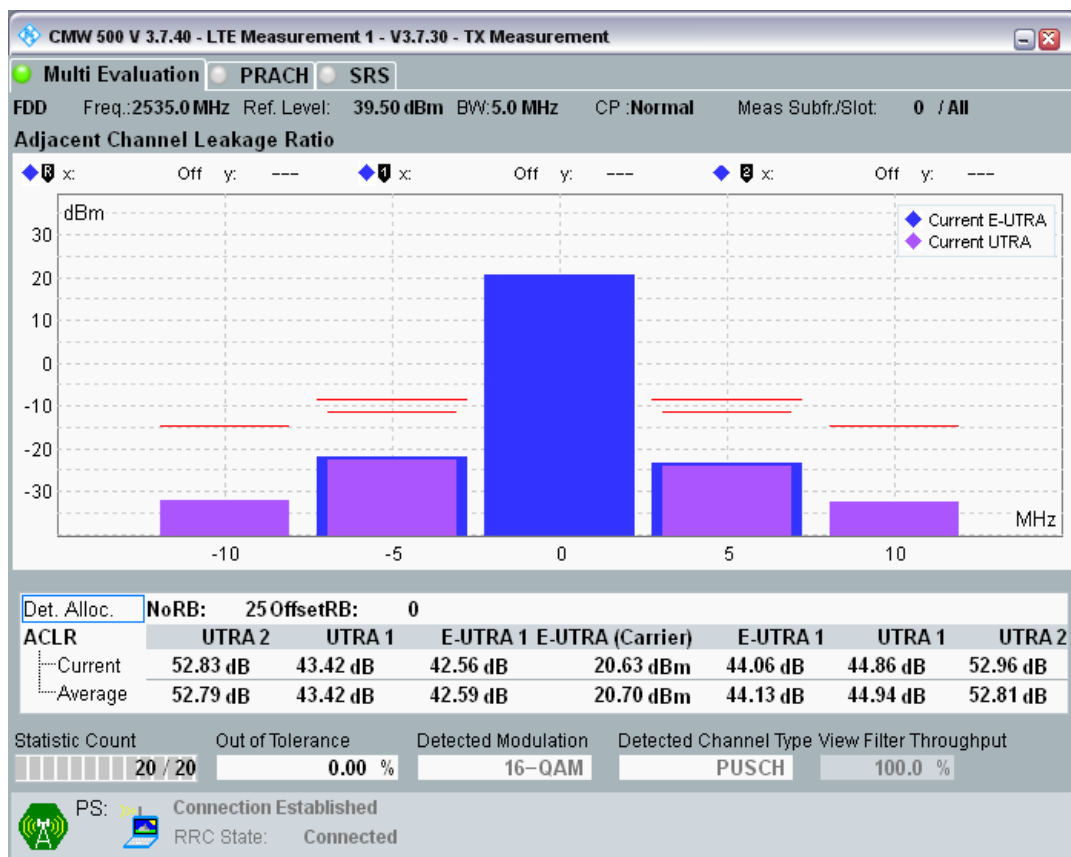 CMW 500 V 3.7.40 - LTE Measurement 1 - V3.7.30 - TX Measurement
Multi Evaluation PRACH SRS
FDD Freq.:2535.0 MHz Ref. Level: 39.50 dBm BW:5.0 MHz CP :Normal Meas Subfr./Slot: 0 / All
Adjacent Channel Leakage Ratio
R x: Off y: --- 1 x: Off y: --- 2 x: Off y: ---
dBm
Current E-UTRA
Current UTRA
30
20
10
0
-10
-20
-30
MHz
-10 -5 0 5 10
Det. Alloc. NoRB: 25 OffsetRB: 0
ACLR UTRA 2 UTRA 1 E-UTRA 1 E-UTRA (Carrier) E-UTRA 1 UTRA 1 UTRA 2
Current 52.83 dB 43.42 dB 42.56 dB 20.63 dBm 44.06 dB 44.86 dB 52.96 dB
Average 52.79 dB 43.42 dB 42.59 dB 20.70 dBm 44.13 dB 44.94 dB 52.81 dB
Statistic Count Out of Tolerance Detected Modulation Detected Channel Type View Filter Throughput
20 / 20 0.00 % 16-QAM PUSCH 100.0 %
PS: Connection Established
RRC State: Connected